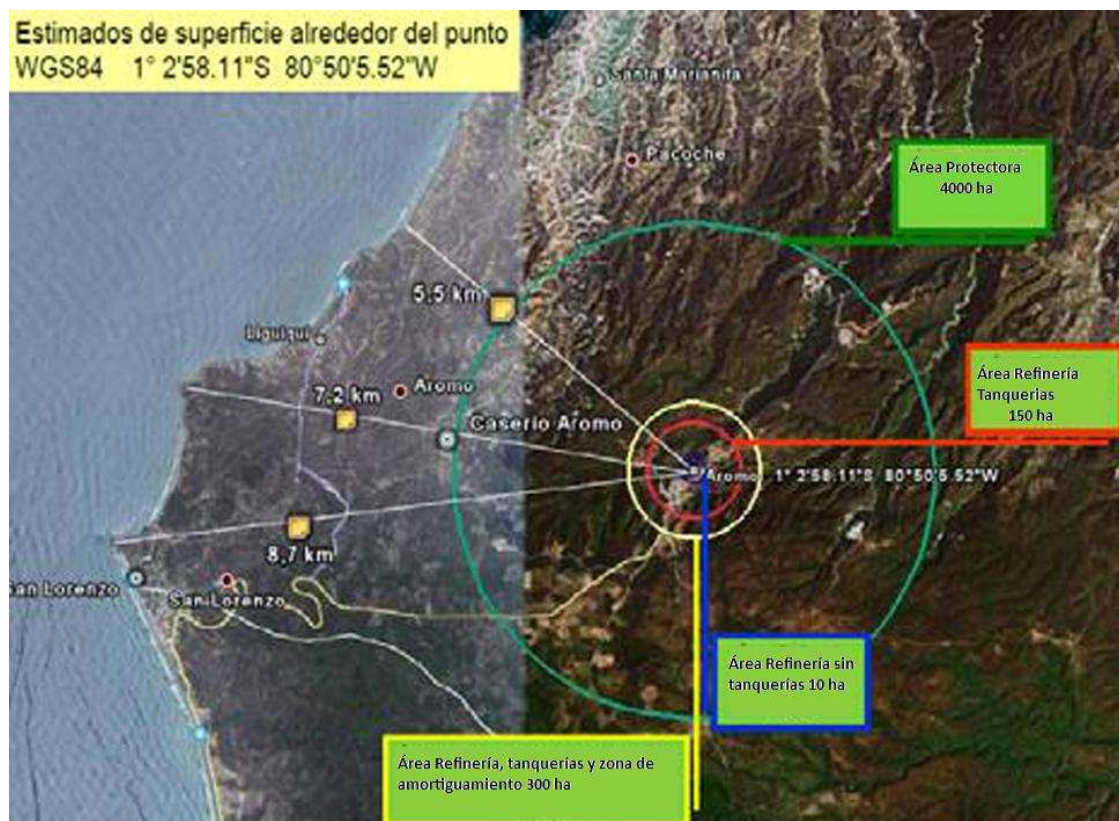 Estimados de superficie alrededor del punto
WGS84 1° 2'58.11"S 80°50'5.52"W
Santa Marianita
Pacoche
Área Protectora
4000 ha
5,5 km
Liguiqui
7,2 km
Aromo
Caserio Aromo
Área Refinería
Tanquerias
150 ha
Aromo
1° 2'58.11"S 80°50'5.52"W
8,7 km
San Lorenzo
San Lorenzo
Área Refinería sin
tanquerías 10 ha
Área Refinería, tanquerías y zona de
amortiguamiento 300 ha